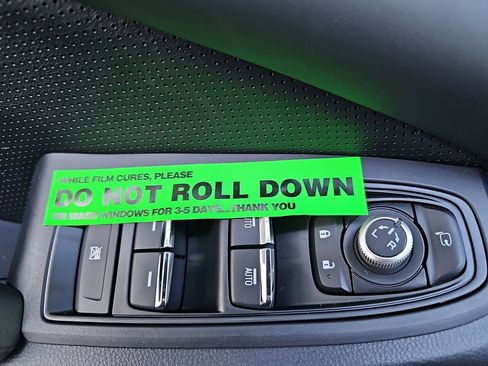 WHILE FILM CURES, PLEASE
DO NOT ROLL DOWN
OR WASH WINDOWS FOR 3-5 DAYS...THANK YOU
AUTO
AUTO
L
R